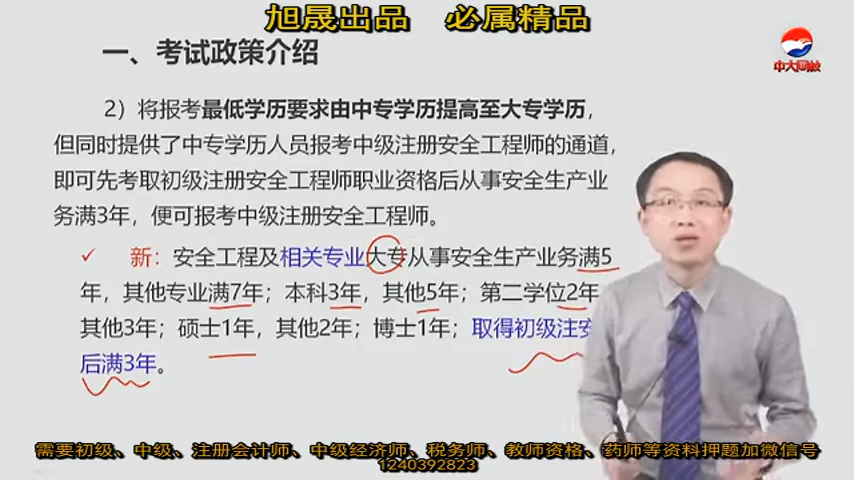 旭晟出品 必属精品
一、考试政策介绍
中大网校
2）将报考最低学历要求由中专学历提高至大专学历，
但同时提供了中专学历人员报考中级注册安全工程师的通道，
即可先考取初级注册安全工程师职业资格后从事安全生产业
务满3年，便可报考中级注册安全工程师。
✓ 新：安全工程及相关专业大专从事安全生产业务满5
年，其他专业满7年；本科3年，其他5年；第二学位2年
其他3年；硕士1年，其他2年；博士1年；取得初级注安
后满3年。
需要初级、中级、注册会计师、中级经济师、税务师、教师资格、药师等资料押题加微信号
1240392823